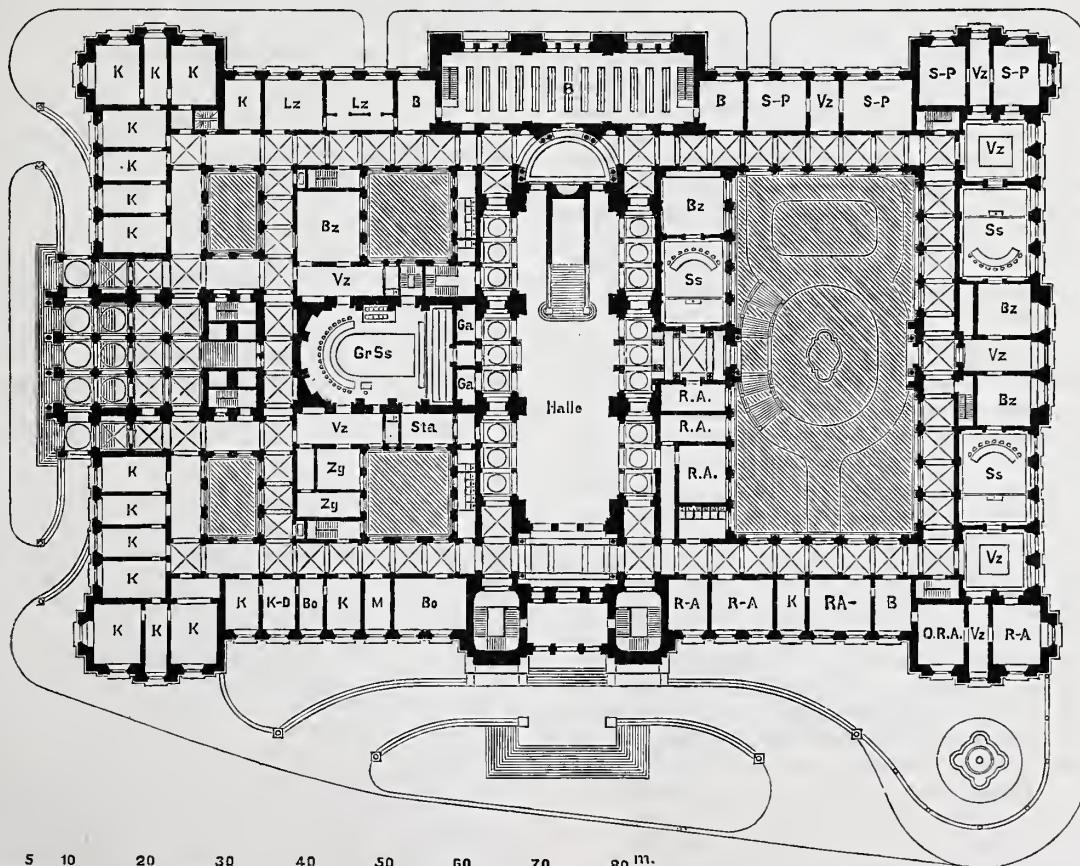 K K K K Lz Lz B B B S-P Vz S-P S-P Vz S-P
K
K
K
K
Bz Bz Vz
Ss Ss
Vz Bz
GrSs Ga Ga Halle Vz
R.A. Bz
Vz Sta R.A.
K Zg R.A. Ss
K Zg
K Vz
K
K K K K K-D Bo K M Bo R-A R-A K RA- B O.R.A. Vz R-A
5 10 20 30 40 50 60 70 80 m.